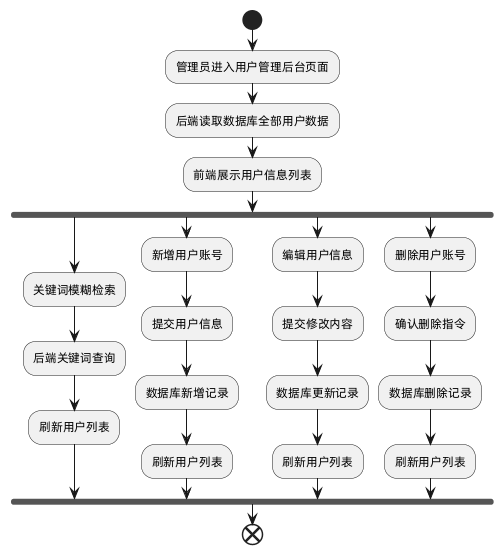 管理员进入用户管理后台页面
后端读取数据库全部用户数据
前端展示用户信息列表
关键词模糊检索
后端关键词查询
刷新用户列表
新增用户账号
提交用户信息
数据库新增记录
刷新用户列表
编辑用户信息
提交修改内容
数据库更新记录
刷新用户列表
删除用户账号
确认删除指令
数据库删除记录
刷新用户列表